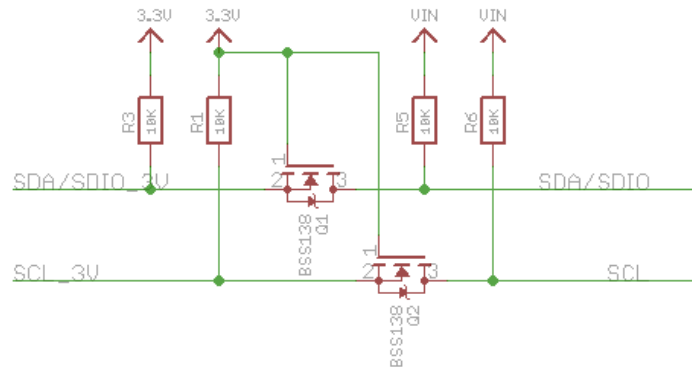 3.3V 3.3V VIN VIN
R3 10K R1 10K R5 10K R6 10K
1
SDA/SDIO_3V 2 3 SDA/SDIO
BSS138 Q1
1
SCL_3V 2 3 SCL
BSS138 Q2